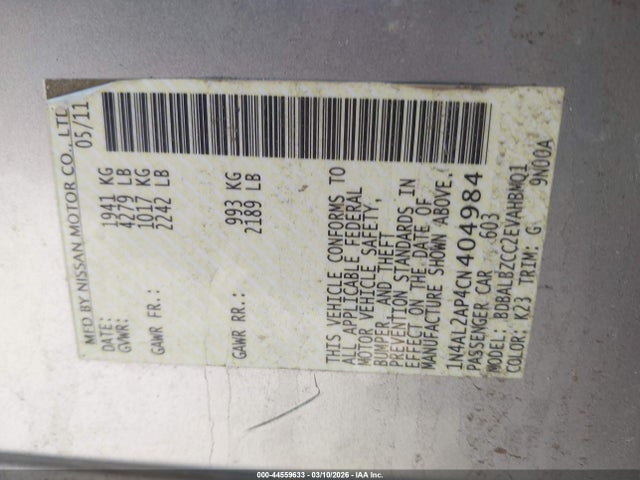 MFD BY NISSAN MOTOR CO., LTD
DATE: 05/11
GVWR: 1941 KG
4279 LB
GAWR FR.: 1017 KG
2242 LB
GAWR RR.: 993 KG
2189 LB
THIS VEHICLE CONFORMS TO
ALL APPLICABLE FEDERAL
MOTOR VEHICLE SAFETY,
BUMPER, AND THEFT
PREVENTION STANDARDS IN
EFFECT ON THE DATE OF
MANUFACTURE SHOWN ABOVE.
1N4AL2AP4CN404984
PASSENGER CAR 603
MODEL: BDBALBZCC2EVAHBMQ1
COLOR: K23 TRIM: G 9N00A
000-44559633 - 03/10/2026 - IAA Inc.